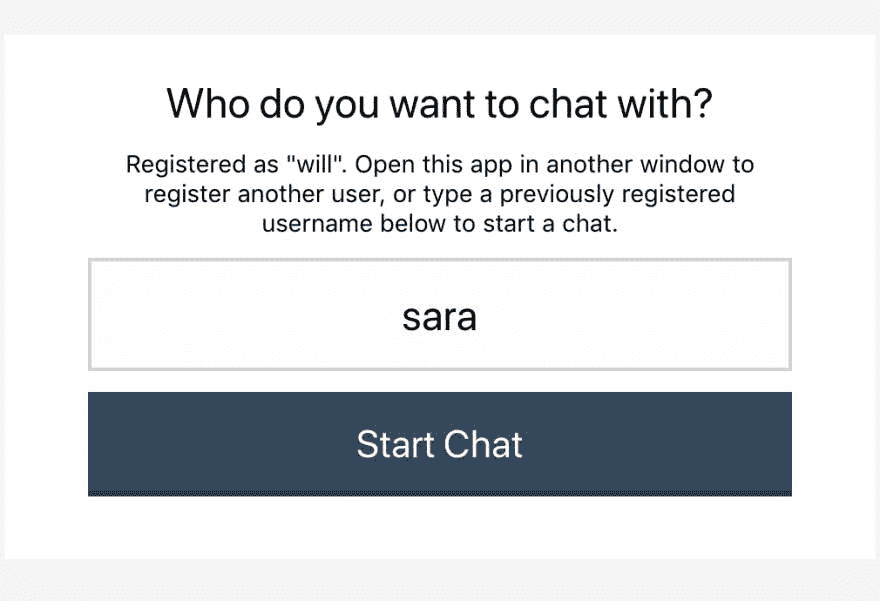 Who do you want to chat with?
Registered as "will". Open this app in another window to
register another user, or type a previously registered
username below to start a chat.
sara
Start Chat